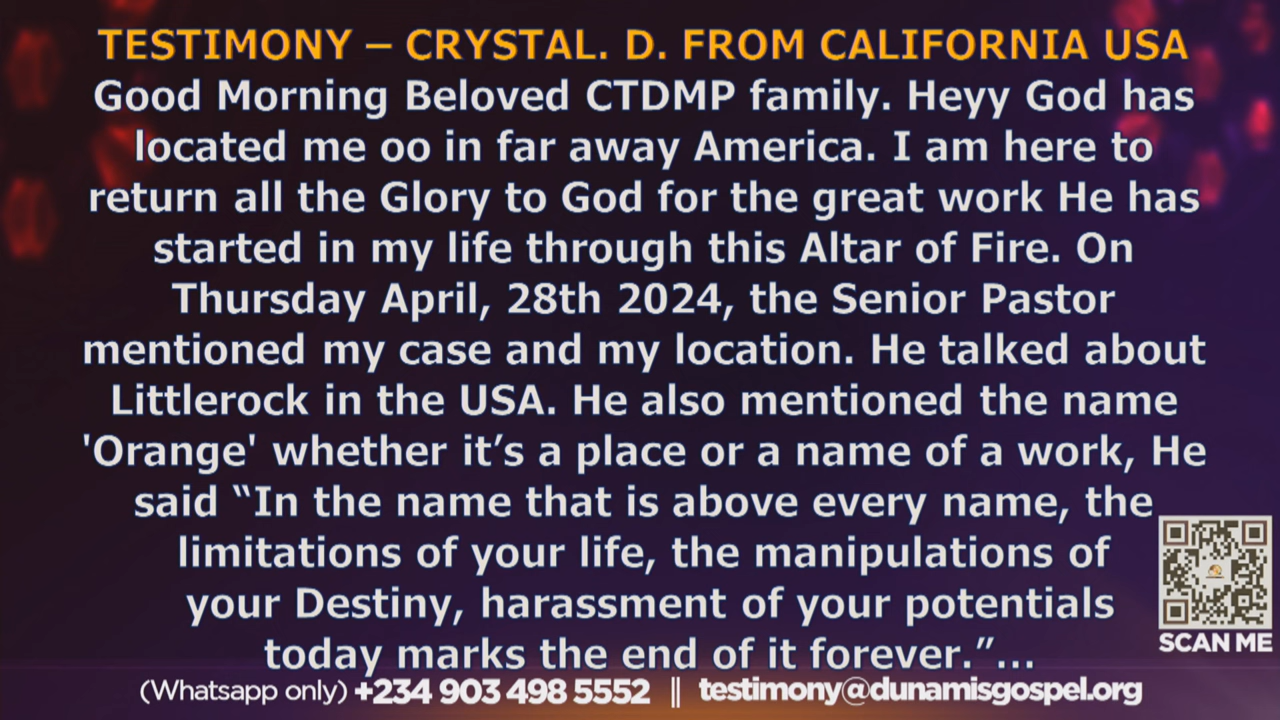 TESTIMONY – CRYSTAL. D. FROM CALIFORNIA USA
Good Morning Beloved CTDMP family. Heyy God has
located me oo in far away America. I am here to
return all the Glory to God for the great work He has
started in my life through this Altar of Fire. On
Thursday April, 28th 2024, the Senior Pastor
mentioned my case and my location. He talked about
Littlerock in the USA. He also mentioned the name
'Orange' whether it’s a place or a name of a work, He
said “In the name that is above every name, the
limitations of your life, the manipulations of
your Destiny, harassment of your potentials
today marks the end of it forever.”...
SCAN ME
(Whatsapp only) +234 903 498 5552 || testimony@dunamisgospel.org